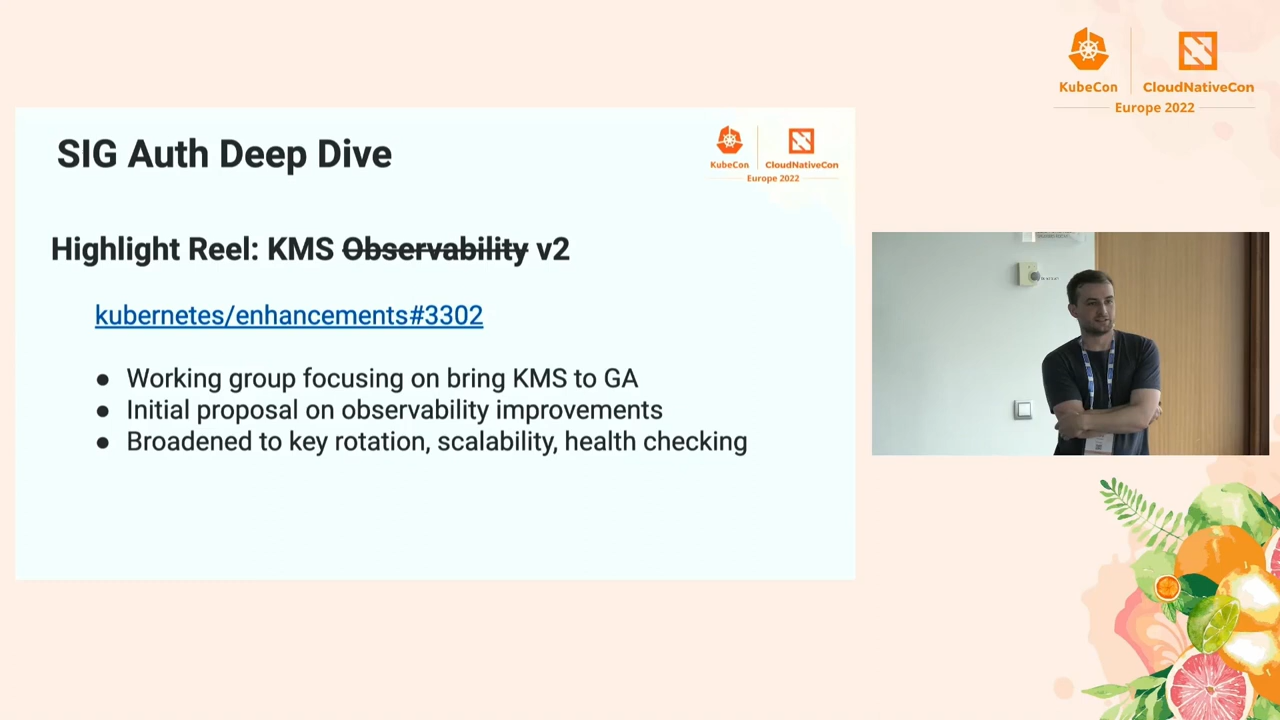 KubeCon
CloudNativeCon
Europe 2022
SIG Auth Deep Dive
KubeCon
CloudNativeCon
Europe 2022
Highlight Reel: KMS Observability v2
kubernetes/enhancements#3302
● Working group focusing on bring KMS to GA
● Initial proposal on observability improvements
● Broadened to key rotation, scalability, health checking